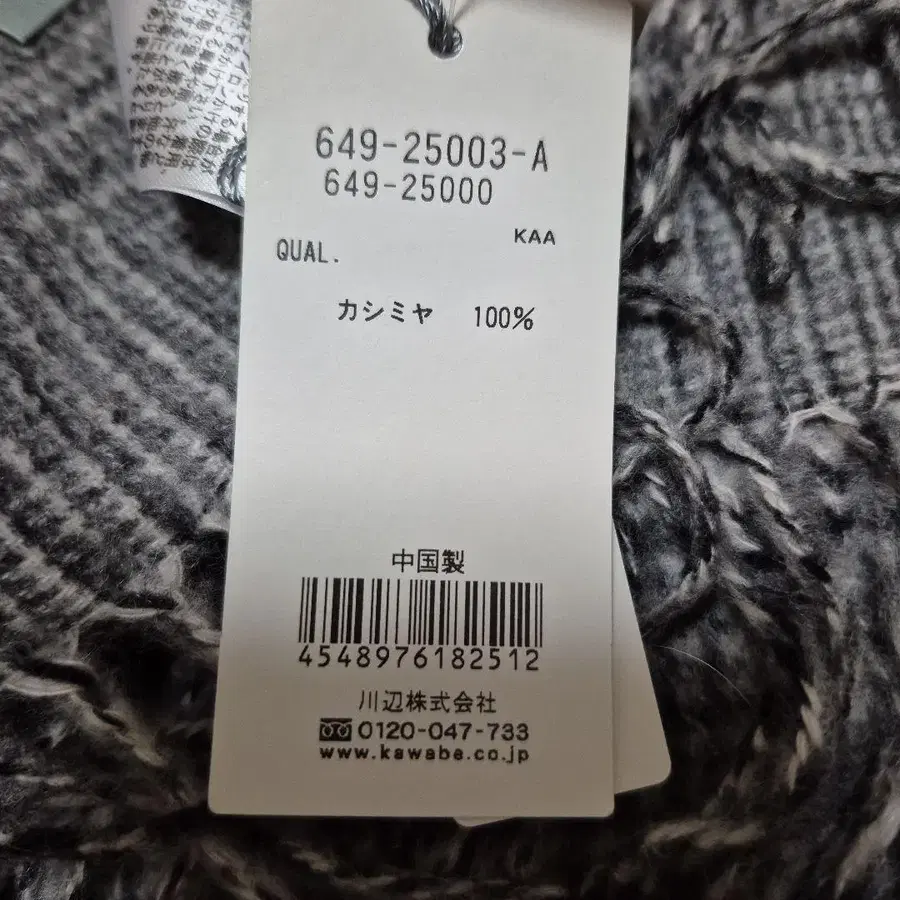 649-25003-A
649-25000
KAA
QUAL.
カシミヤ 100%
中国製
4548976182512
川辺株式会社
0120-047-733
www.kawabe.co.jp